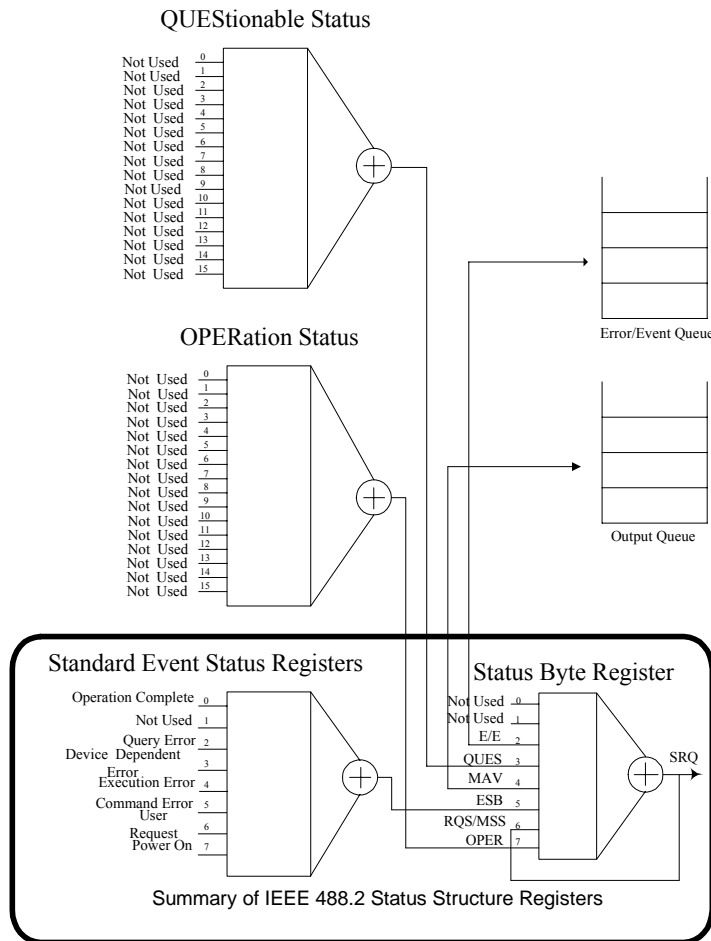 QUEStionable Status
Not Used 0
Not Used 1
Not Used 2
Not Used 3
Not Used 4
Not Used 5
Not Used 6
Not Used 7
Not Used 8
Not Used 9
Not Used 10
Not Used 11
Not Used 12
Not Used 13
Not Used 14
Not Used 15
Error/Event Queue
OPERation Status
Not Used 0
Not Used 1
Not Used 2
Not Used 3
Not Used 4
Not Used 5
Not Used 6
Not Used 7
Not Used 8
Not Used 9
Not Used 10
Not Used 11
Not Used 12
Not Used 13
Not Used 14
Not Used 15
Output Queue
Standard Event Status Registers
Operation Complete 0
Not Used 1
Query Error 2
Device Dependent
Error 3
Execution Error 4
Command Error 5
User
Request 6
Power On 7
Status Byte Register
Not Used 0
Not Used 1
E/E 2
QUES 3
MAV 4
ESB 5
RQS/MSS 6
OPER 7
SRQ
Summary of IEEE 488.2 Status Structure Registers